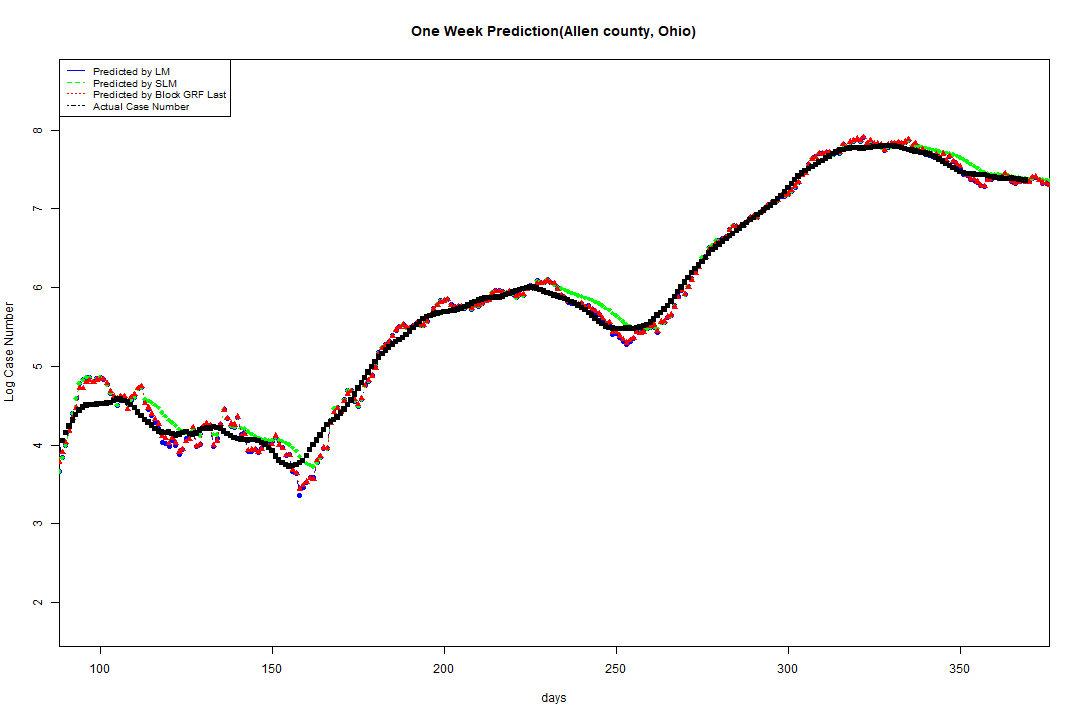 One Week Prediction(Allen county, Ohio)
Predicted by LM
Predicted by SLM
Predicted by Block GRF Last
Actual Case Number
8
7
6
5
4
3
2
Log Case Number
100 150 200 250 300 350
days